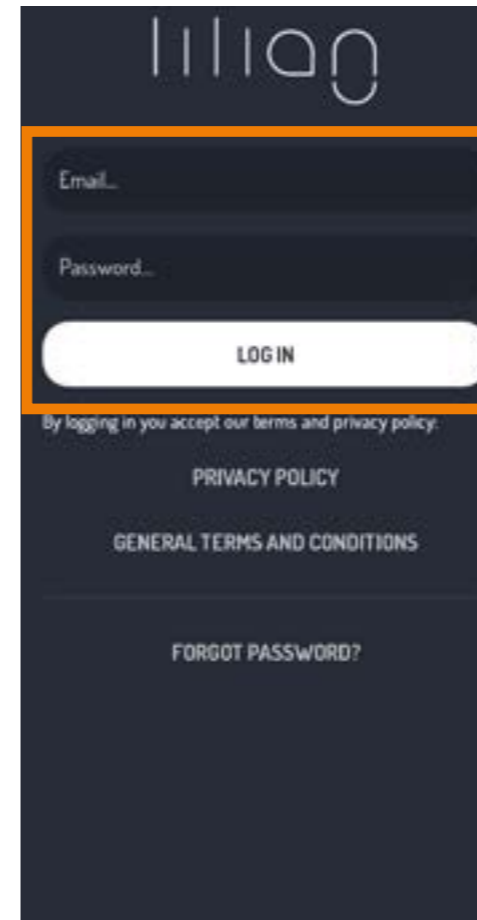 lilian
Email...
Password...
LOG IN
By logging in you accept our terms and privacy policy.
PRIVACY POLICY
GENERAL TERMS AND CONDITIONS
FORGOT PASSWORD?